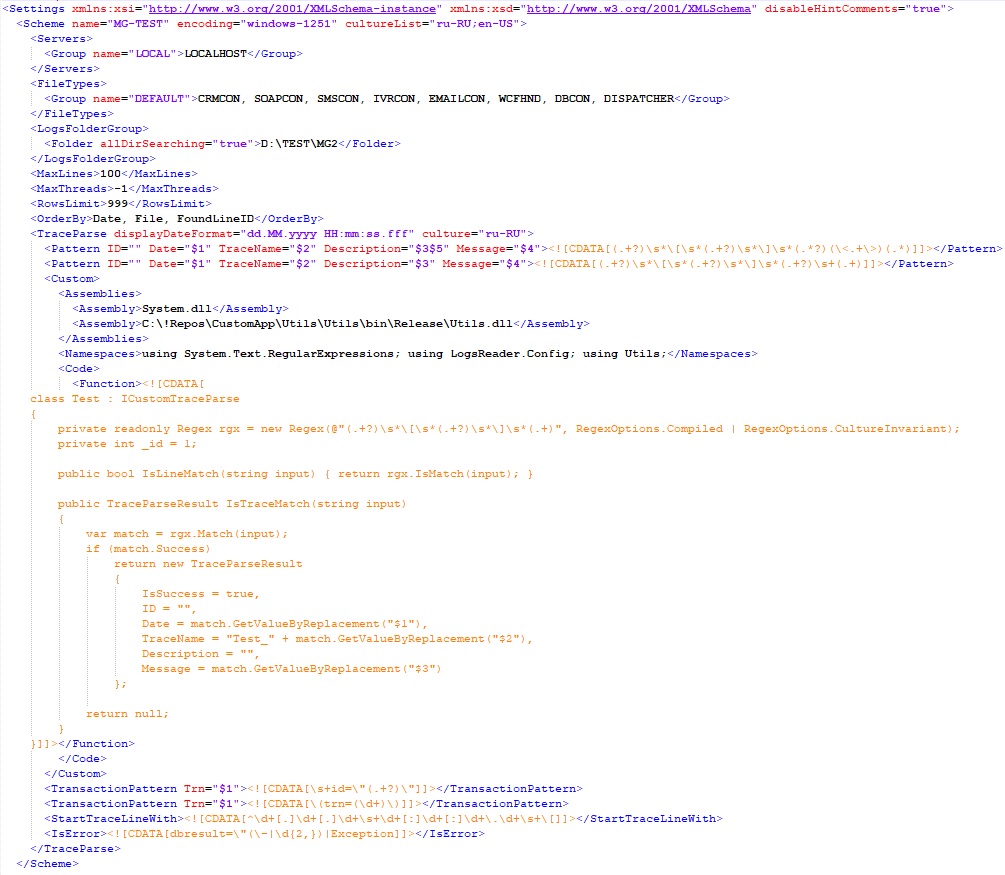 <Settings xmlns:xsi="http://www.w3.org/2001/XMLSchema-instance" xmlns:xsd="http://www.w3.org/2001/XMLSchema" disableHintComments="true">
<Scheme name="MG-TEST" encoding="windows-1251" cultureList="ru-RU;en-US">
<Servers>
<Group name="LOCAL">LOCALHOST</Group>
</Servers>
<FileTypes>
<Group name="DEFAULT">CRMCON, SOAPCON, SMSCON, IVRCON, EMAILCON, WCFHND, DBCON, DISPATCHER</Group>
</FileTypes>
<LogsFolderGroup>
<Folder allDirSearching="true">D:\TEST\MG2</Folder>
</LogsFolderGroup>
<MaxLines>100</MaxLines>
<MaxThreads>-1</MaxThreads>
<RowsLimit>999</RowsLimit>
<OrderBy>Date, File, FoundLineID</OrderBy>
<TraceParse displayDateFormat="dd.MM.yyyy HH:mm:ss.fff" culture="ru-RU">
<Pattern ID="" Date="$1" TraceName="$2" Description="$3$5" Message="$4"><![CDATA[(.+?)\s*\[\s*(.+?)\s*\]\s*(.*?)(\<.+\>)(.*)]]></Pattern>
<Pattern ID="" Date="$1" TraceName="$2" Description="$3" Message="$4"><![CDATA[(.+?)\s*\[\s*(.+?)\s*\]\s*(.+?)\s+(.+)]]></Pattern>
<Custom>
<Assemblies>
<Assembly>System.dll</Assembly>
<Assembly>C:\!Repos\CustomApp\Utils\Utils\bin\Release\Utils.dll</Assembly>
</Assemblies>
<Namespaces>using System.Text.RegularExpressions; using LogsReader.Config; using Utils;</Namespaces>
<Code>
<Function><![CDATA[
class Test : ICustomTraceParse
{
private readonly Regex rgx = new Regex(@"(.+?)\s*\[\s*(.+?)\s*\]\s*(.+)", RegexOptions.Compiled | RegexOptions.CultureInvariant);
private int _id = 1;
public bool IsLineMatch(string input) { return rgx.IsMatch(input); }
public TraceParseResult IsTraceMatch(string input)
{
var match = rgx.Match(input);
if (match.Success)
return new TraceParseResult
{
IsSuccess = true,
ID = "",
Date = match.GetValueByReplacement("$1"),
TraceName = "Test_" + match.GetValueByReplacement("$2"),
Description = "",
Message = match.GetValueByReplacement("$3")
};
return null;
}
}]]></Function>
</Code>
</Custom>
<TransactionPattern Trn="$1"><![CDATA[\s+id=\"(.+?)\"]]></TransactionPattern>
<TransactionPattern Trn="$1"><![CDATA[\(trn=(\d+)\)]]></TransactionPattern>
<StartTraceLineWith><![CDATA[^\d+[.]\d+[.]\d+\s+\d+[:]\d+[:]\d+\.\d+\s+\[]]></StartTraceLineWith>
<IsError><![CDATA[dbresult=\"(\-|\d{2,})|Exception]]></IsError>
</TraceParse>
</Scheme>